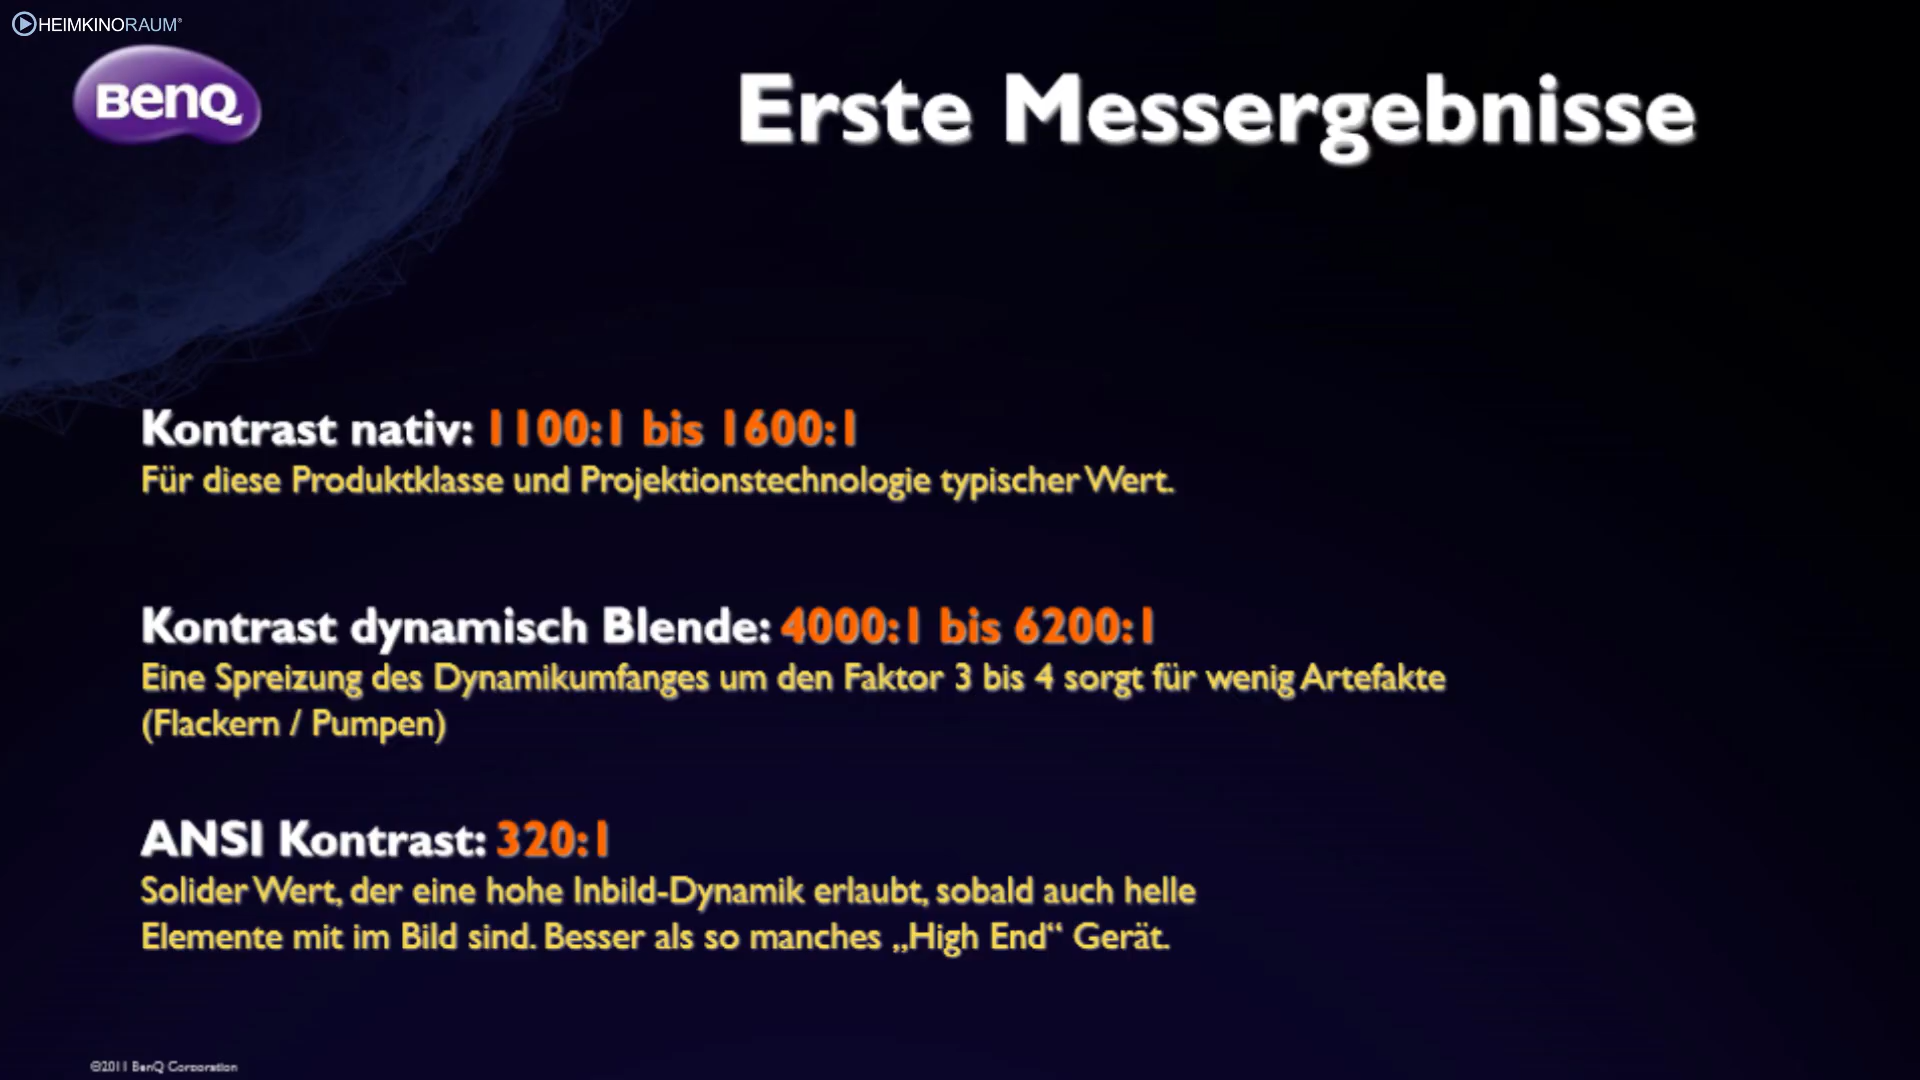 HEIMKINORAUM®
BenQ
Erste Messergebnisse
Kontrast nativ: 1100:1 bis 1600:1
Für diese Produktklasse und Projektionstechnologie typischer Wert.
Kontrast dynamisch Blende: 4000:1 bis 6200:1
Eine Spreizung des Dynamikumfanges um den Faktor 3 bis 4 sorgt für wenig Artefakte
(Flackern / Pumpen)
ANSI Kontrast: 320:1
Solider Wert, der eine hohe Inbild-Dynamik erlaubt, sobald auch helle
Elemente mit im Bild sind. Besser als so manches „High End“ Gerät.
©2011 BenQ Corporation